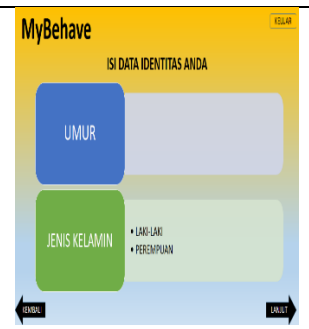 MyBehave
KELUAR
ISI DATA IDENTITAS ANDA
UMUR
JENIS KELAMIN
• LAKI-LAKI
• PEREMPUAN
KEMBALI
LANJUT